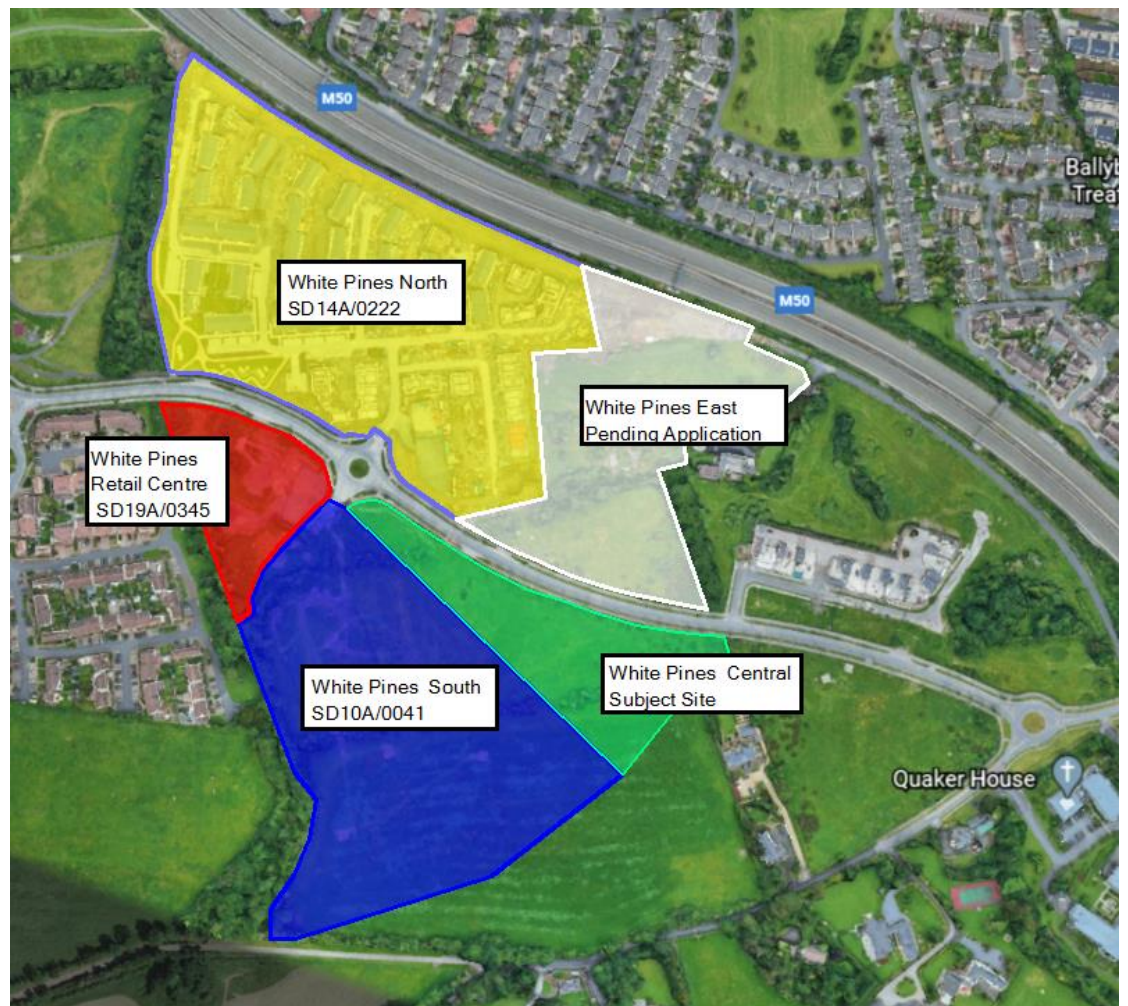 M50
Ballyb
Treat
White Pines North
SD14A/0222
M50
White Pines East
Pending Application
White Pines
Retail Centre
SD19A/0345
White Pines Central
Subject Site
White Pines South
SD10A/0041
Quaker House